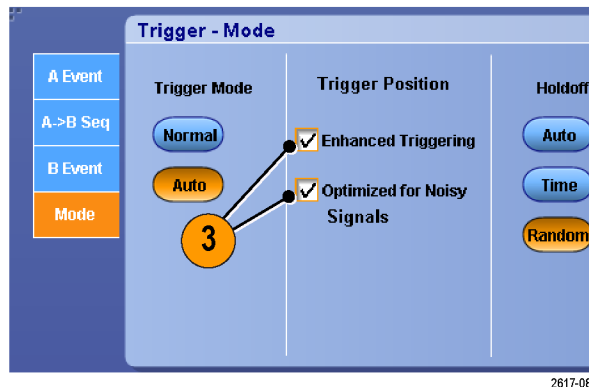 Trigger - Mode
A Event
A->B Seq
B Event
Mode
Trigger Mode
Normal
Auto
3
Trigger Position
Enhanced Triggering
Optimized for Noisy
Signals
Holdoff
Auto
Time
Random
2617-08